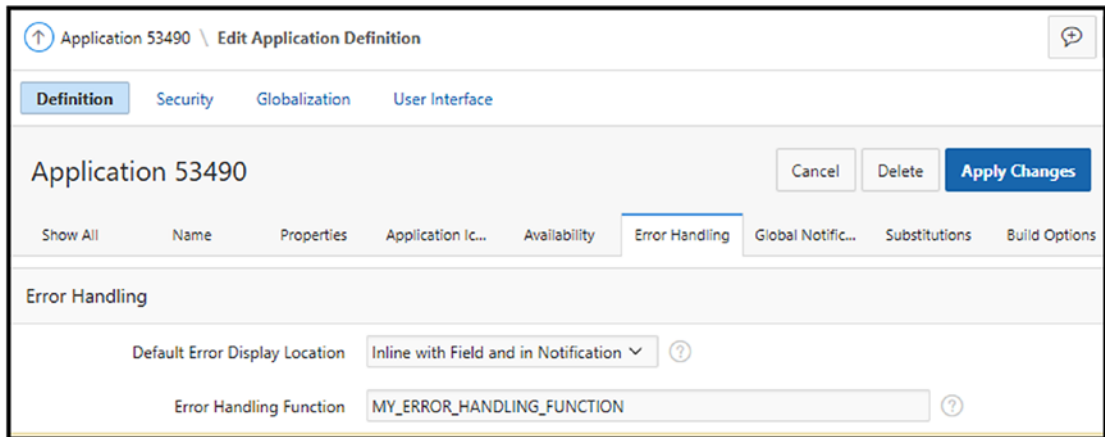 Application 53490 \ Edit Application Definition
Definition Security Globalization User Interface
Application 53490 Cancel Delete Apply Changes
Show All Name Properties Application Ic... Availability Error Handling Global Notific... Substitutions Build Options
Error Handling
Default Error Display Location Inline with Field and in Notification
Error Handling Function MY_ERROR_HANDLING_FUNCTION